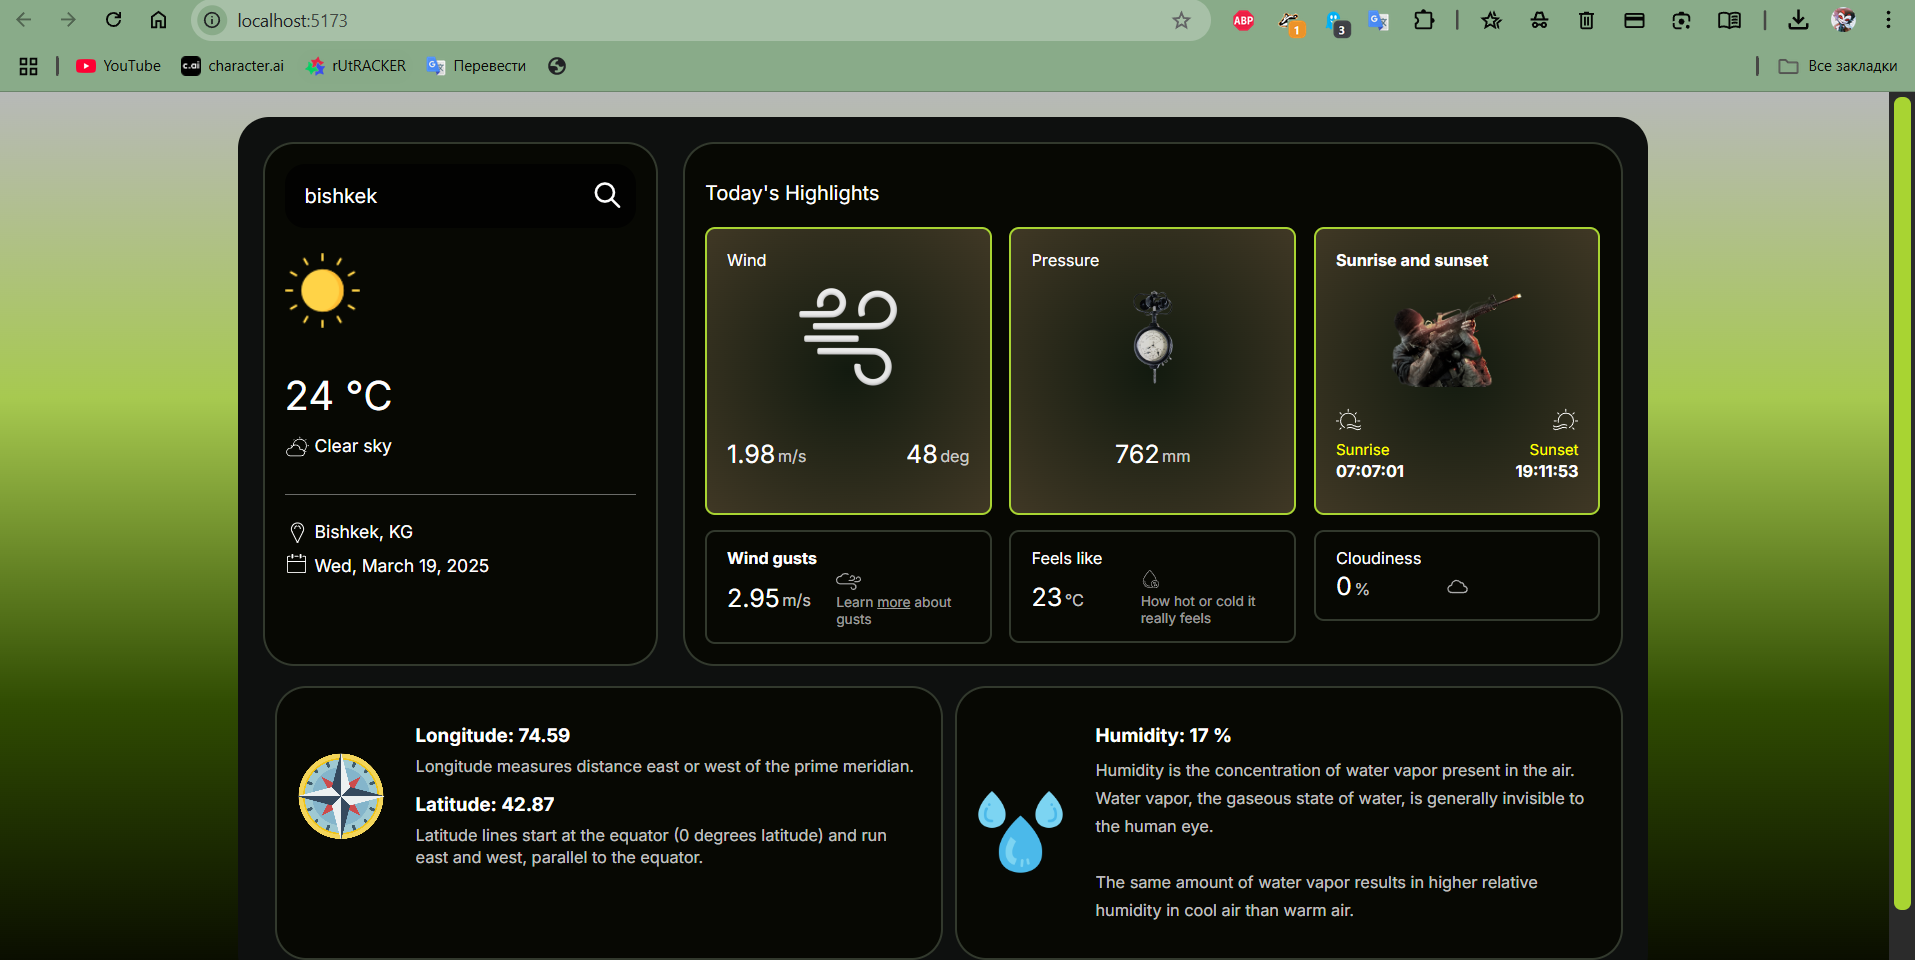 localhost:5173
ABP
1
3
YouTube
c.ai character.ai
rUtRACKER
Перевести
Все закладки
bishkek
24 °C
Clear sky
Bishkek, KG
Wed, March 19, 2025
Today's Highlights
Wind
1.98 m/s
48 deg
Pressure
762 mm
Sunrise and sunset
Sunrise
07:07:01
Sunset
19:11:53
Wind gusts
2.95 m/s
Learn more about
gusts
Feels like
23 °C
How hot or cold it
really feels
Cloudiness
0 %
Longitude: 74.59
Longitude measures distance east or west of the prime meridian.
Latitude: 42.87
Latitude lines start at the equator (0 degrees latitude) and run
east and west, parallel to the equator.
Humidity: 17 %
Humidity is the concentration of water vapor present in the air.
Water vapor, the gaseous state of water, is generally invisible to
the human eye.
The same amount of water vapor results in higher relative
humidity in cool air than warm air.